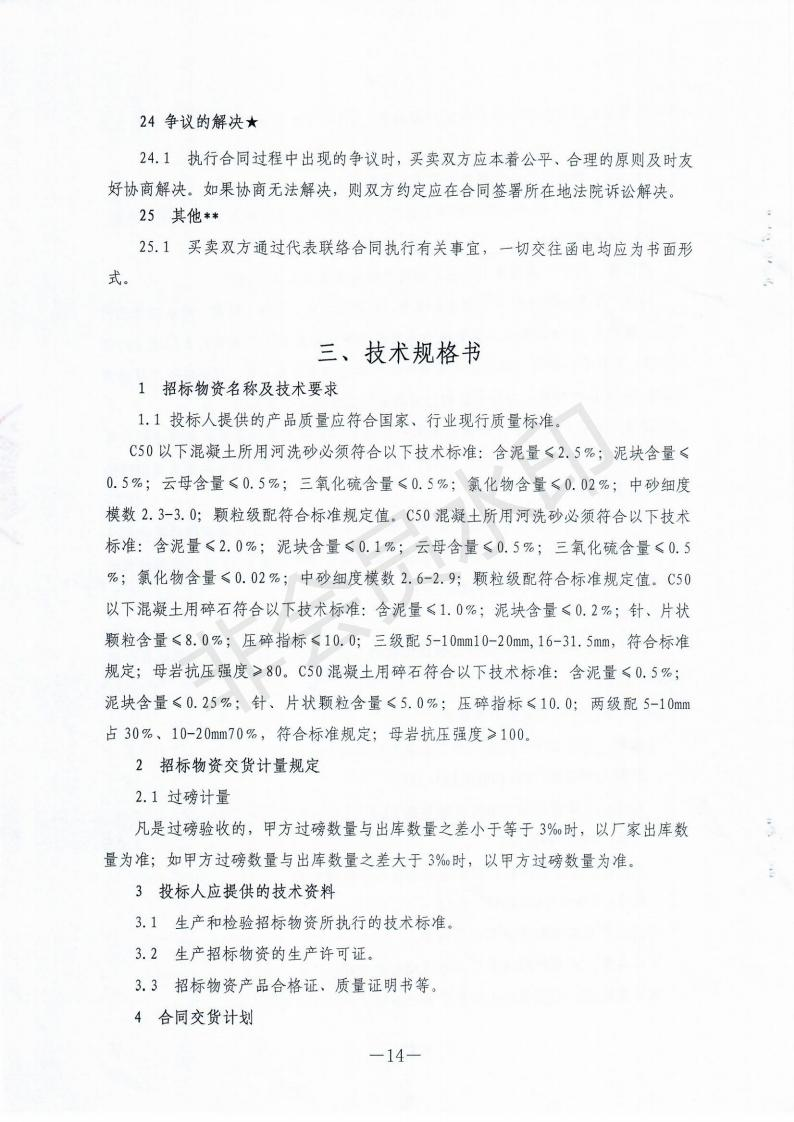 24 争议的解决★
24.1 执行合同过程中出现的争议时，买卖双方应本着公平、合理的原则及时友
好协商解决。如果协商无法解决，则双方约定应在合同签署所在地法院诉讼解决。
25 其他**
25.1 买卖双方通过代表联络合同执行有关事宜，一切交往函电均应为书面形
式。
三、技术规格书
1 招标物资名称及技术要求
1.1 投标人提供的产品质量应符合国家、行业现行质量标准。
C50 以下混凝土所用河洗砂必须符合以下技术标准：含泥量≤2.5%；泥块含量≤
0.5%；云母含量≤0.5%；三氧化硫含量≤0.5%；氯化物含量≤0.02%；中砂细度
模数 2.3-3.0；颗粒级配符合标准规定值。C50 混凝土所用河洗砂必须符合以下技术
标准：含泥量≤2.0%；泥块含量≤0.1%；云母含量≤0.5%；三氧化硫含量≤0.5
%；氯化物含量≤0.02%；中砂细度模数 2.6-2.9；颗粒级配符合标准规定值。C50
以下混凝土用碎石符合以下技术标准：含泥量≤1.0%；泥块含量≤0.2%；针、片状
颗粒含量≤8.0%；压碎指标≤10.0；三级配 5-10mm10-20mm,16-31.5mm，符合标准
规定；母岩抗压强度≥80。C50 混凝土用碎石符合以下技术标准：含泥量≤0.5%；
泥块含量≤0.25%；针、片状颗粒含量≤5.0%；压碎指标≤10.0；两级配 5-10mm
占 30%、10-20mm70%，符合标准规定；母岩抗压强度≥100。
2 招标物资交货计量规定
2.1 过磅计量
凡是过磅验收的，甲方过磅数量与出库数量之差小于等于 3‰时，以厂家出库数
量为准；如甲方过磅数量与出库数量之差大于 3‰时，以甲方过磅数量为准。
3 投标人应提供的技术资料
3.1 生产和检验招标物资所执行的技术标准。
3.2 生产招标物资的生产许可证。
3.3 招标物资产品合格证、质量证明书等。
4 合同交货计划
—14—
非会员水印